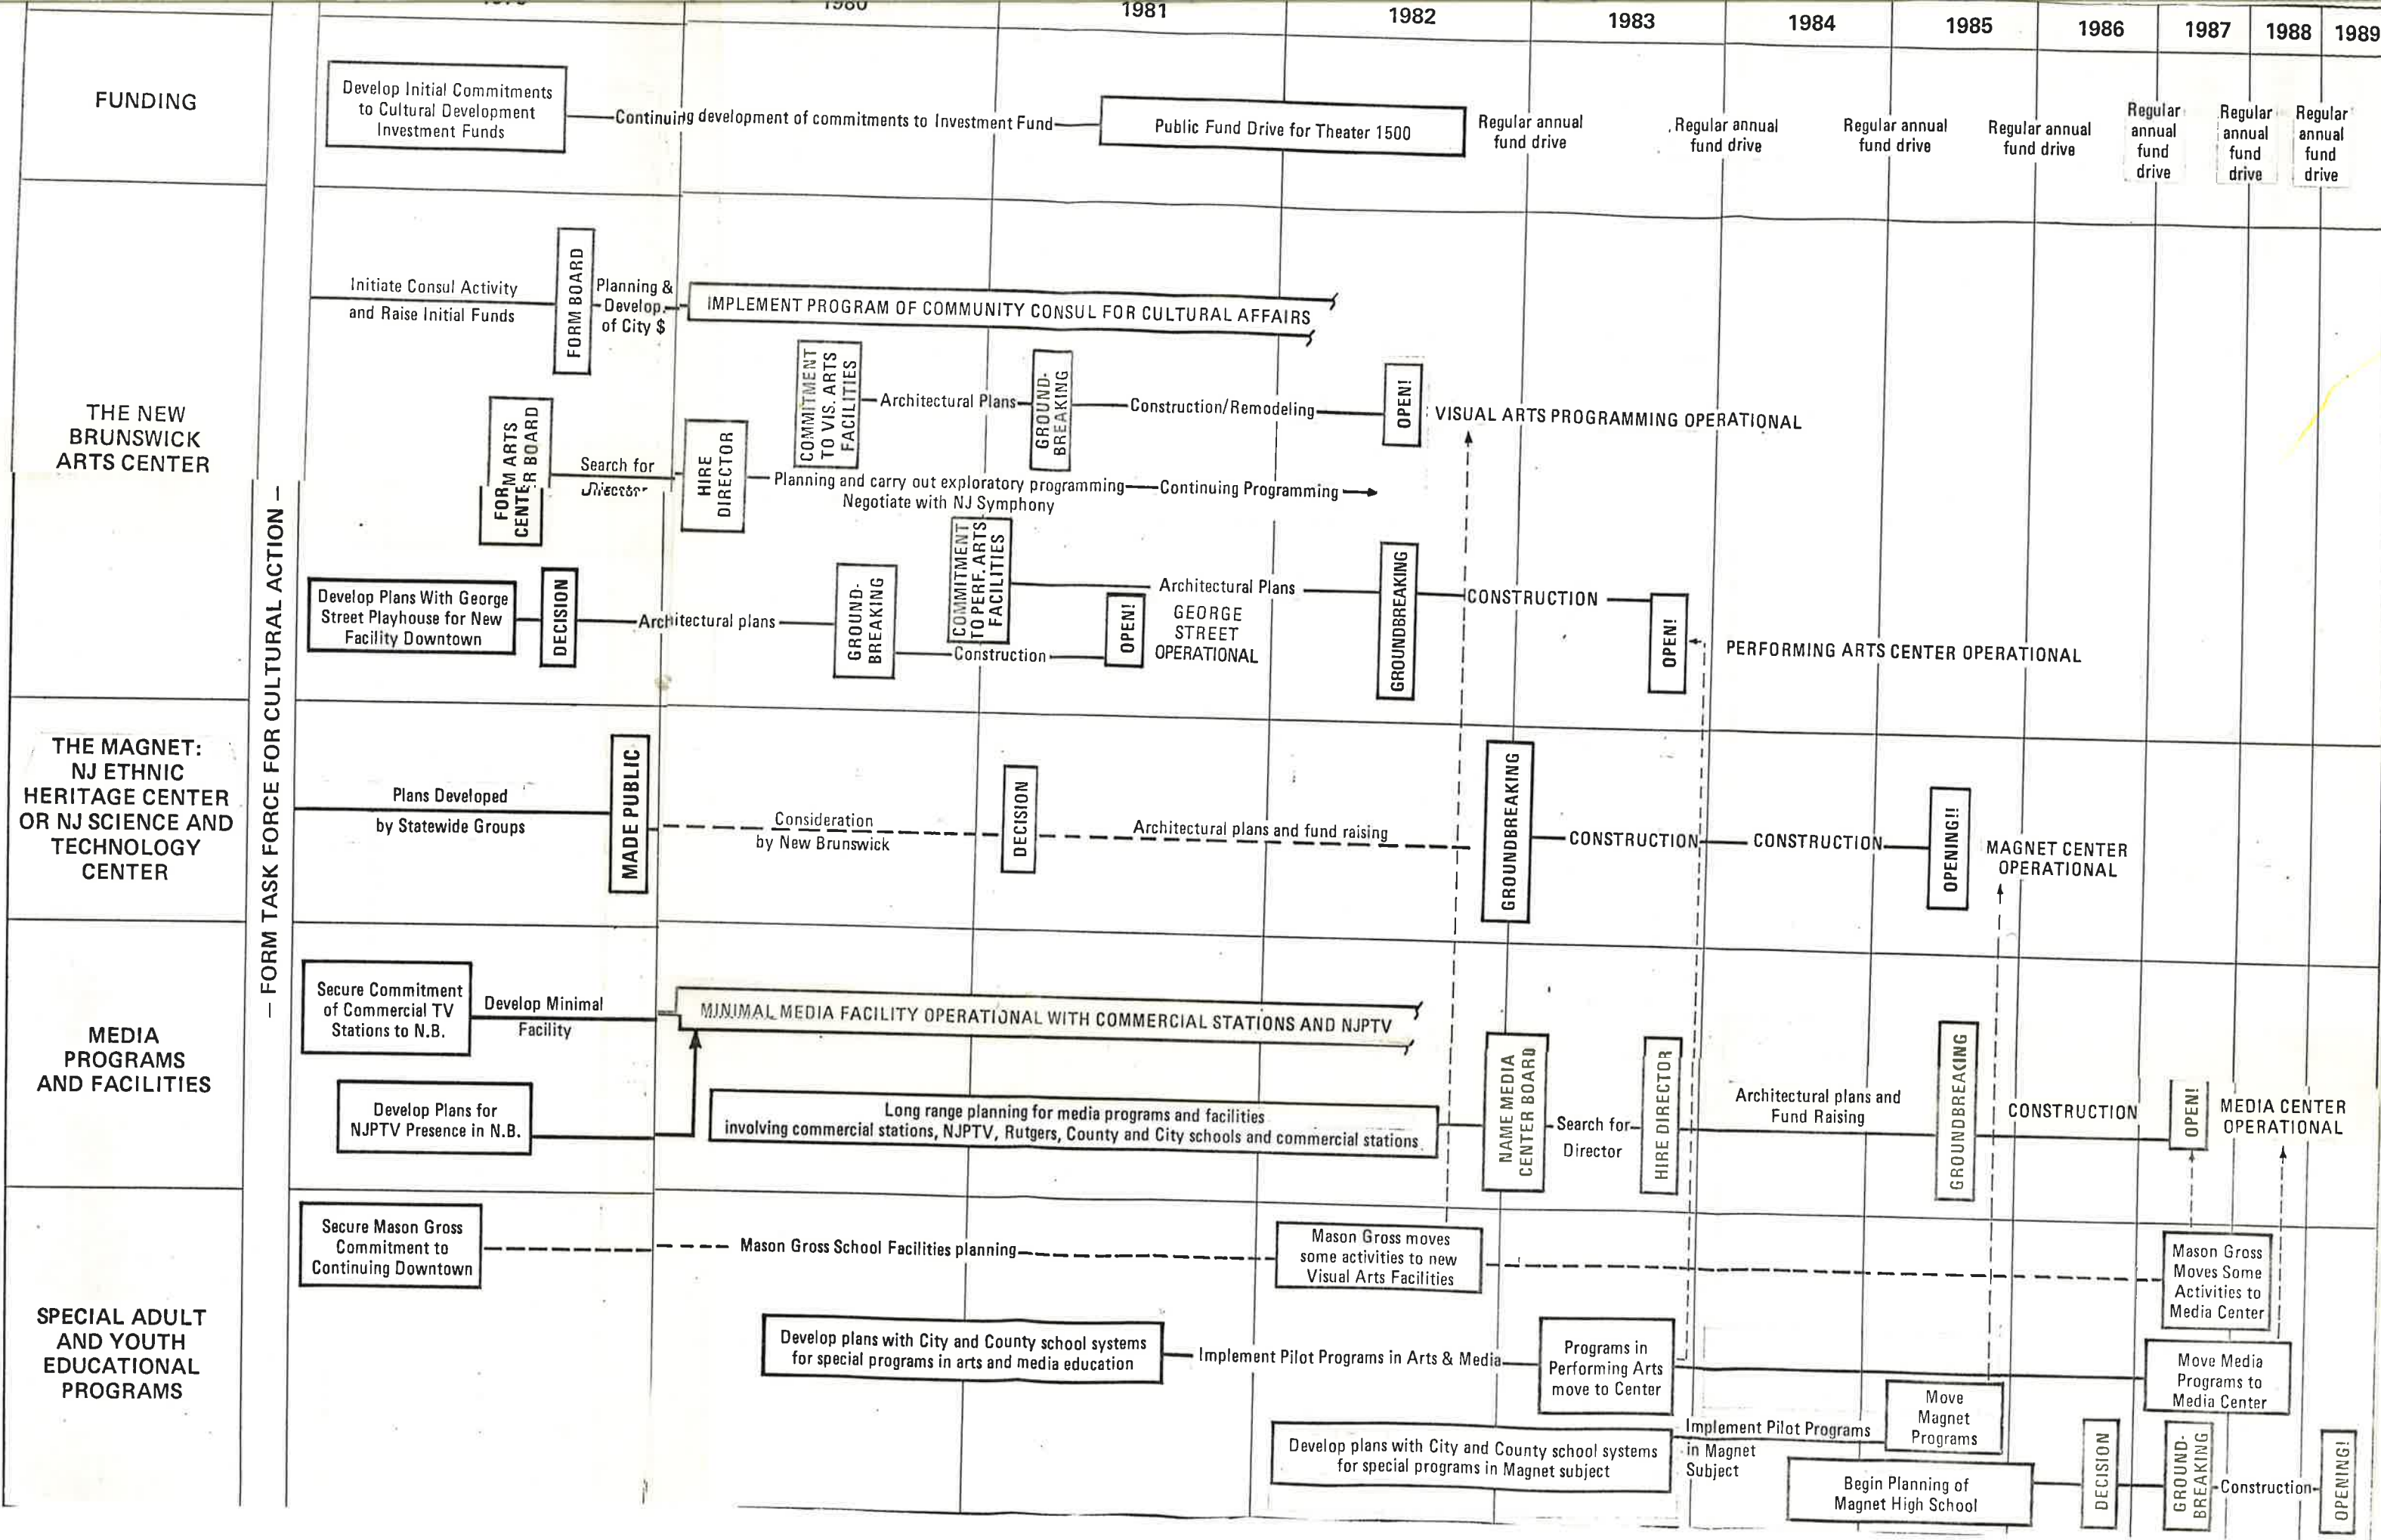 1980
1981
1982
1983
1984
1985
1986
1987
1988
1989
FUNDING
Develop Initial Commitments
to Cultural Development
Investment Funds
Continuing development of commitments to Investment Fund
Public Fund Drive for Theater 1500
Regular annual
fund drive
Regular annual
fund drive
Regular annual
fund drive
Regular annual
fund drive
Regular
annual
fund
drive
Regular
annual
fund
drive
Regular
annual
fund
drive
— FORM TASK FORCE FOR CULTURAL ACTION —
THE NEW
BRUNSWICK
ARTS CENTER
Initiate Consul Activity
and Raise Initial Funds
FORM BOARD
Planning &
Develop.
of City $
IMPLEMENT PROGRAM OF COMMUNITY CONSUL FOR CULTURAL AFFAIRS
COMMITMENT
TO VIS. ARTS
FACILITIES
Architectural Plans
GROUND-
BREAKING
Construction/Remodeling
OPEN!
VISUAL ARTS PROGRAMMING OPERATIONAL
FORM ARTS
CENTER BOARD
Search for
Director
HIRE
DIRECTOR
Planning and carry out exploratory programming
Negotiate with NJ Symphony
Continuing Programming
Develop Plans With George
Street Playhouse for New
Facility Downtown
DECISION
Architectural plans
GROUND-
BREAKING
Construction
OPEN!
GEORGE
STREET
OPERATIONAL
COMMITMENT
TO PERF. ARTS
FACILITIES
Architectural Plans
GROUNDBREAKING
CONSTRUCTION
OPEN!
PERFORMING ARTS CENTER OPERATIONAL
THE MAGNET:
NJ ETHNIC
HERITAGE CENTER
OR NJ SCIENCE AND
TECHNOLOGY
CENTER
Plans Developed
by Statewide Groups
MADE PUBLIC
Consideration
by New Brunswick
DECISION
Architectural plans and fund raising
GROUNDBREAKING
CONSTRUCTION
CONSTRUCTION
OPENING!!
MAGNET CENTER
OPERATIONAL
MEDIA
PROGRAMS
AND FACILITIES
Secure Commitment
of Commercial TV
Stations to N.B.
Develop Minimal
Facility
MINIMAL MEDIA FACILITY OPERATIONAL WITH COMMERCIAL STATIONS AND NJPTV
Develop Plans for
NJPTV Presence in N.B.
Long range planning for media programs and facilities
involving commercial stations, NJPTV, Rutgers, County and City schools and commercial stations
NAME MEDIA
CENTER BOARD
Search for
Director
HIRE DIRECTOR
Architectural plans and
Fund Raising
GROUNDBREAKING
CONSTRUCTION
OPEN!
MEDIA CENTER
OPERATIONAL
SPECIAL ADULT
AND YOUTH
EDUCATIONAL
PROGRAMS
Secure Mason Gross
Commitment to
Continuing Downtown
Mason Gross School Facilities planning
Mason Gross moves
some activities to new
Visual Arts Facilities
Mason Gross
Moves Some
Activities to
Media Center
Develop plans with City and County school systems
for special programs in arts and media education
Implement Pilot Programs in Arts & Media
Programs in
Performing Arts
move to Center
Move Media
Programs to
Media Center
Develop plans with City and County school systems
for special programs in Magnet subject
Implement Pilot Programs
in Magnet
Subject
Move
Magnet
Programs
Begin Planning of
Magnet High School
DECISION
GROUND-
BREAKING
Construction
OPENING!